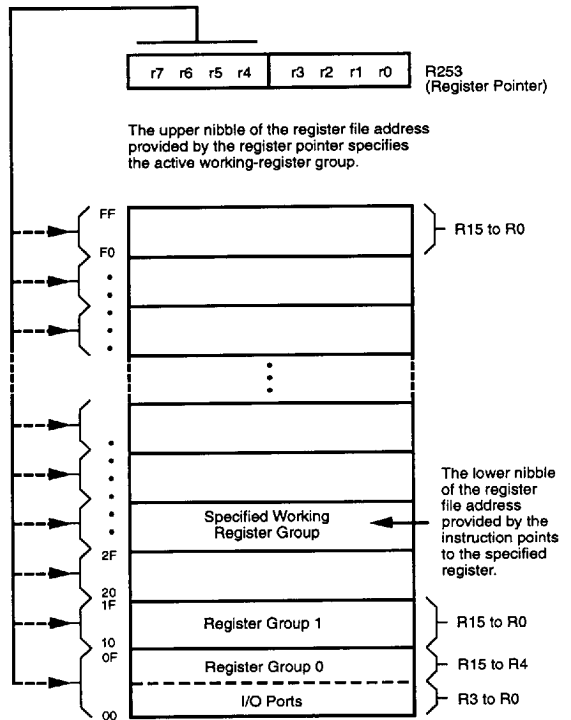 r7 r6 r5 r4 r3 r2 r1 r0
R253
(Register Pointer)
The upper nibble of the register file address
provided by the register pointer specifies
the active working-register group.
FF
R15 to R0
F0
The lower nibble
of the register
file address
provided by the
instruction points
to the specified
register.
Specified Working
Register Group
2F
20
1F
Register Group 1
R15 to R0
10
0F
Register Group 0
R15 to R4
I/O Ports
R3 to R0
00